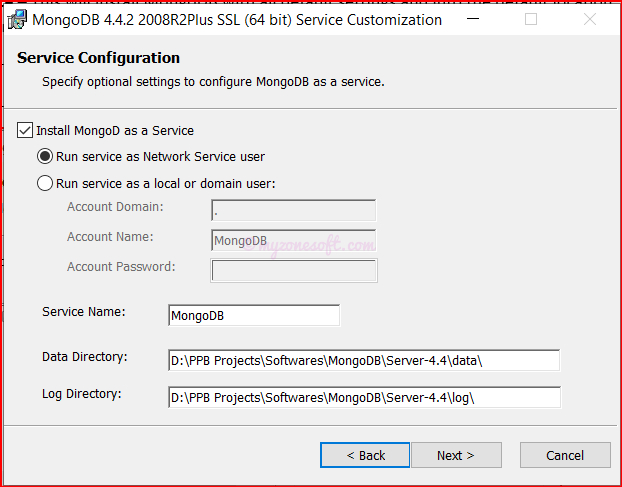 MongoDB 4.4.2 2008R2Plus SSL (64 bit) Service Customization
Service Configuration
Specify optional settings to configure MongoDB as a service.
Install MongoD as a Service
Run service as Network Service user
Run service as a local or domain user:
Account Domain: .
Account Name: MongoDB
myzonesoft.com
Account Password:
Service Name: MongoDB
Data Directory: D:\PPB Projects\Softwares\MongoDB\Server-4.4\data\
Log Directory: D:\PPB Projects\Softwares\MongoDB\Server-4.4\log\
< Back Next > Cancel